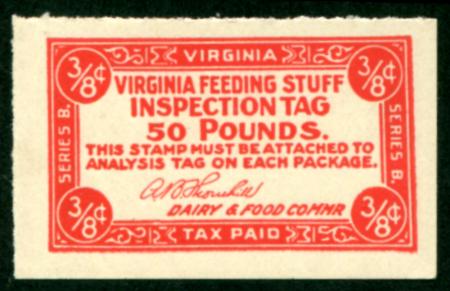 VIRGINIA
3/8¢ 3/8¢
VIRGINIA FEEDING STUFF
INSPECTION TAG
50 POUNDS.
THIS STAMP MUST BE ATTACHED TO
ANALYSIS TAG ON EACH PACKAGE.
SERIES B. SERIES B.
DAIRY & FOOD COMMR
3/8¢ 3/8¢
TAX PAID